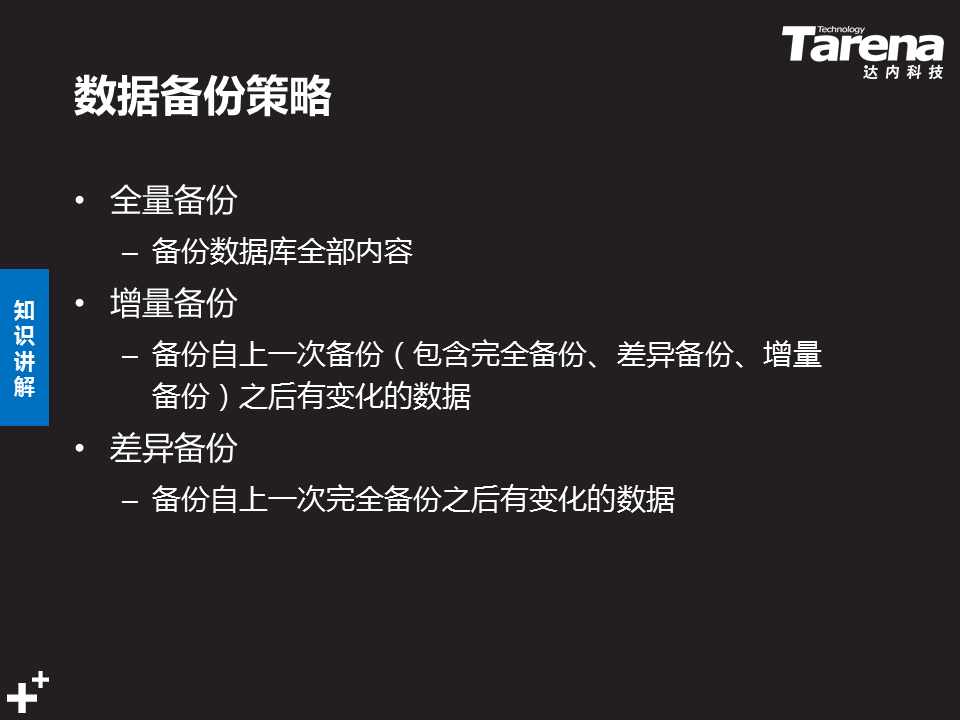 Technology
Tarena
达内科技
数据备份策略
• 全量备份
– 备份数据库全部内容
• 增量备份
– 备份自上一次备份（包含完全备份、差异备份、增量
备份）之后有变化的数据
• 差异备份
– 备份自上一次完全备份之后有变化的数据
知
识
讲
解